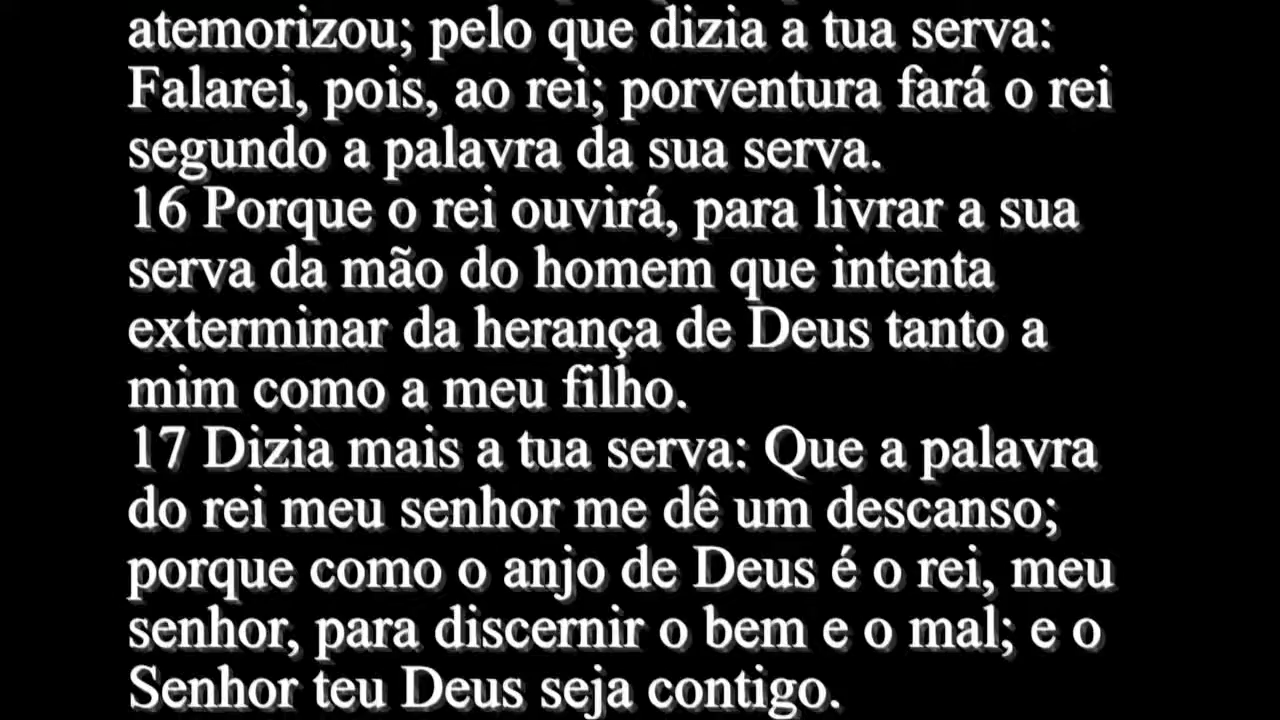 atemorizou; pelo que dizia a tua serva:
Falarei, pois, ao rei; porventura fará o rei
segundo a palavra da sua serva.
16 Porque o rei ouvirá, para livrar a sua
serva da mão do homem que intenta
exterminar da herança de Deus tanto a
mim como a meu filho.
17 Dizia mais a tua serva: Que a palavra
do rei meu senhor me dê um descanso;
porque como o anjo de Deus é o rei, meu
senhor, para discernir o bem e o mal; e o
Senhor teu Deus seja contigo.